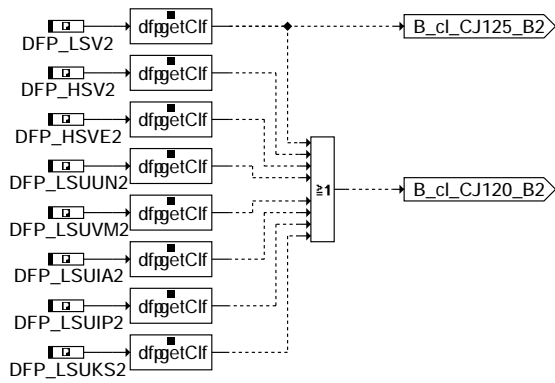 dfpgetClf
B_cl_CJ125_B2
DFP_LSV2
dfpgetClf
DFP_HSV2
dfpgetClf
DFP_HSVE2
dfpgetClf
≥1
B_cl_CJ120_B2
DFP_LSUUN2
dfpgetClf
DFP_LSUVM2
dfpgetClf
DFP_LSUIA2
dfpgetClf
DFP_LSUIP2
dfpgetClf
DFP_LSUKS2